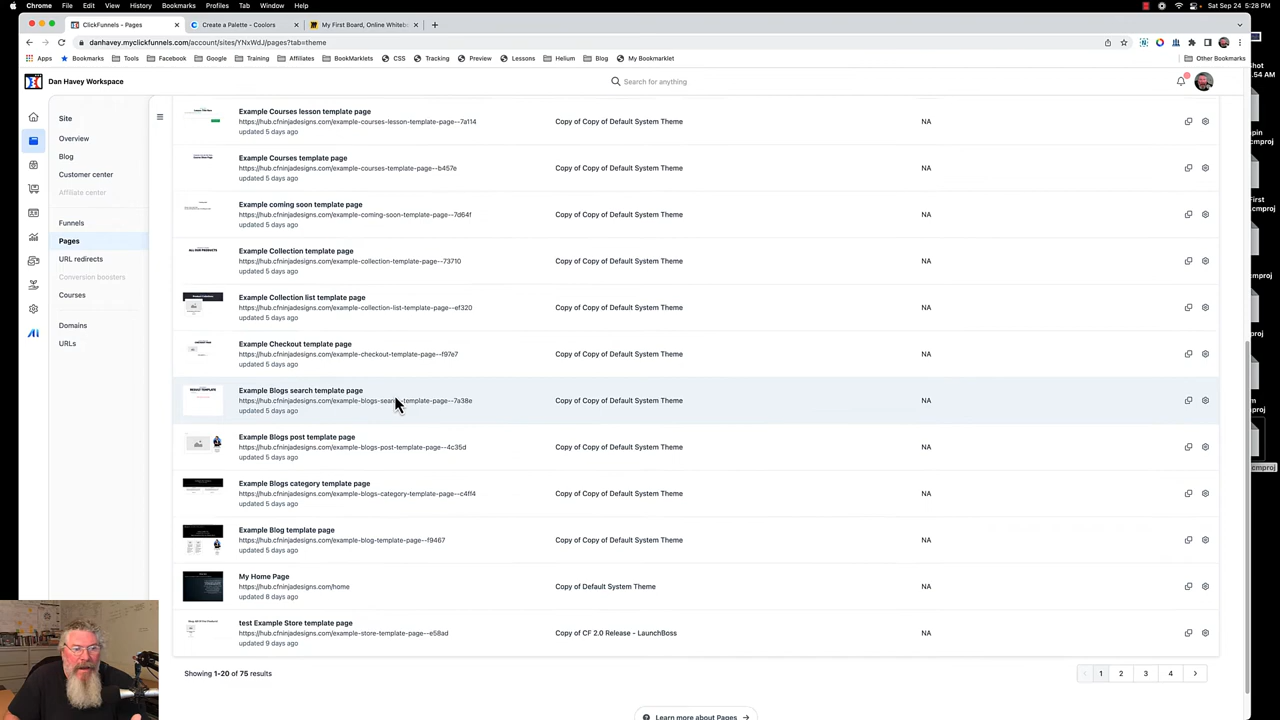 Chrome File Edit View History Bookmarks Profiles Tab Window Help Sat Sep 24 5:28 PM
ClickFunnels - Pages Create a Palette - Coolors My First Board, Online Whitebo
danhavey.myclickfunnels.com/account/sites/YNxWdJ/pages?tab=theme
Apps Bookmarks Tools Facebook Google Training Affiliates BookMarklets CSS Tracking Preview Lessons Helium Blog My Bookmarklet Other Bookmarks
Dan Havey Workspace Search for anything
Site
Overview
Blog
Customer center
Affiliate center
Funnels
Pages
URL redirects
Conversion boosters
Courses
Domains
URLs
Example Courses lesson template page
https://hub.cfninjadesigns.com/example-courses-lesson-template-page--7a114 Copy of Copy of Default System Theme NA
updated 5 days ago
Example Courses template page
https://hub.cfninjadesigns.com/example-courses-template-page--b457e Copy of Copy of Default System Theme NA
updated 5 days ago
Example coming soon template page
https://hub.cfninjadesigns.com/example-coming-soon-template-page--7d64f Copy of Copy of Default System Theme NA
updated 5 days ago
Example Collection template page
https://hub.cfninjadesigns.com/example-collection-template-page--73710 Copy of Copy of Default System Theme NA
updated 5 days ago
Example Collection list template page
https://hub.cfninjadesigns.com/example-collection-list-template-page--ef320 Copy of Copy of Default System Theme NA
updated 5 days ago
Example Checkout template page
https://hub.cfninjadesigns.com/example-checkout-template-page--f97e7 Copy of Copy of Default System Theme NA
updated 5 days ago
Example Blogs search template page
https://hub.cfninjadesigns.com/example-blogs-sea template-page--7a38e Copy of Copy of Default System Theme NA
updated 5 days ago
Example Blogs post template page
https://hub.cfninjadesigns.com/example-blogs-post-template-page--4c35d Copy of Copy of Default System Theme NA
updated 5 days ago
Example Blogs category template page
https://hub.cfninjadesigns.com/example-blogs-category-template-page--c4ff4 Copy of Copy of Default System Theme NA
updated 5 days ago
Example Blog template page
https://hub.cfninjadesigns.com/example-blog-template-page--f9467 Copy of Copy of Default System Theme NA
updated 5 days ago
My Home Page
https://hub.cfninjadesigns.com/home Copy of Default System Theme NA
updated 8 days ago
test Example Store template page
https://hub.cfninjadesigns.com/example-store-template-page--e58ad Copy of CF 2.0 Release - LaunchBoss NA
updated 9 days ago
Showing 1-20 of 75 results 1 2 3 4
Learn more about Pages